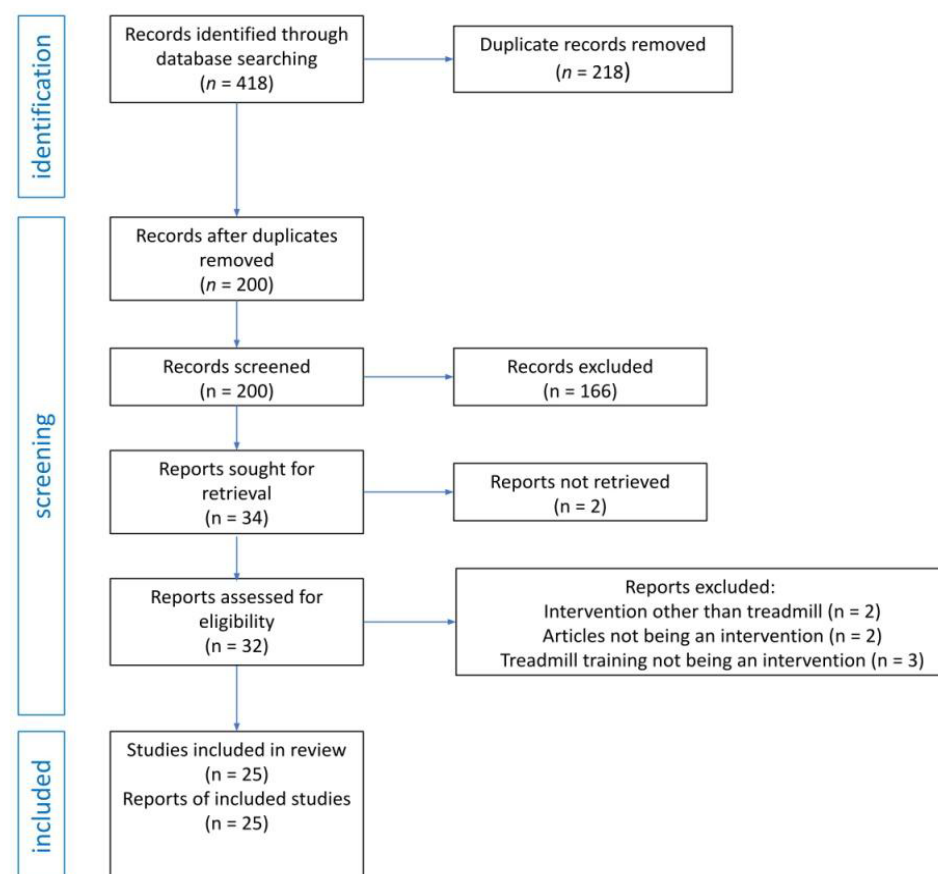 identification
Records identified through
database searching
(n = 418)
Duplicate records removed
(n = 218)
screening
Records after duplicates
removed
(n = 200)
Records screened
(n = 200)
Records excluded
(n = 166)
Reports sought for
retrieval
(n = 34)
Reports not retrieved
(n = 2)
Reports assessed for
eligibility
(n = 32)
Reports excluded:
Intervention other than treadmill (n = 2)
Articles not being an intervention (n = 2)
Treadmill training not being an intervention (n = 3)
included
Studies included in review
(n = 25)
Reports of included studies
(n = 25)